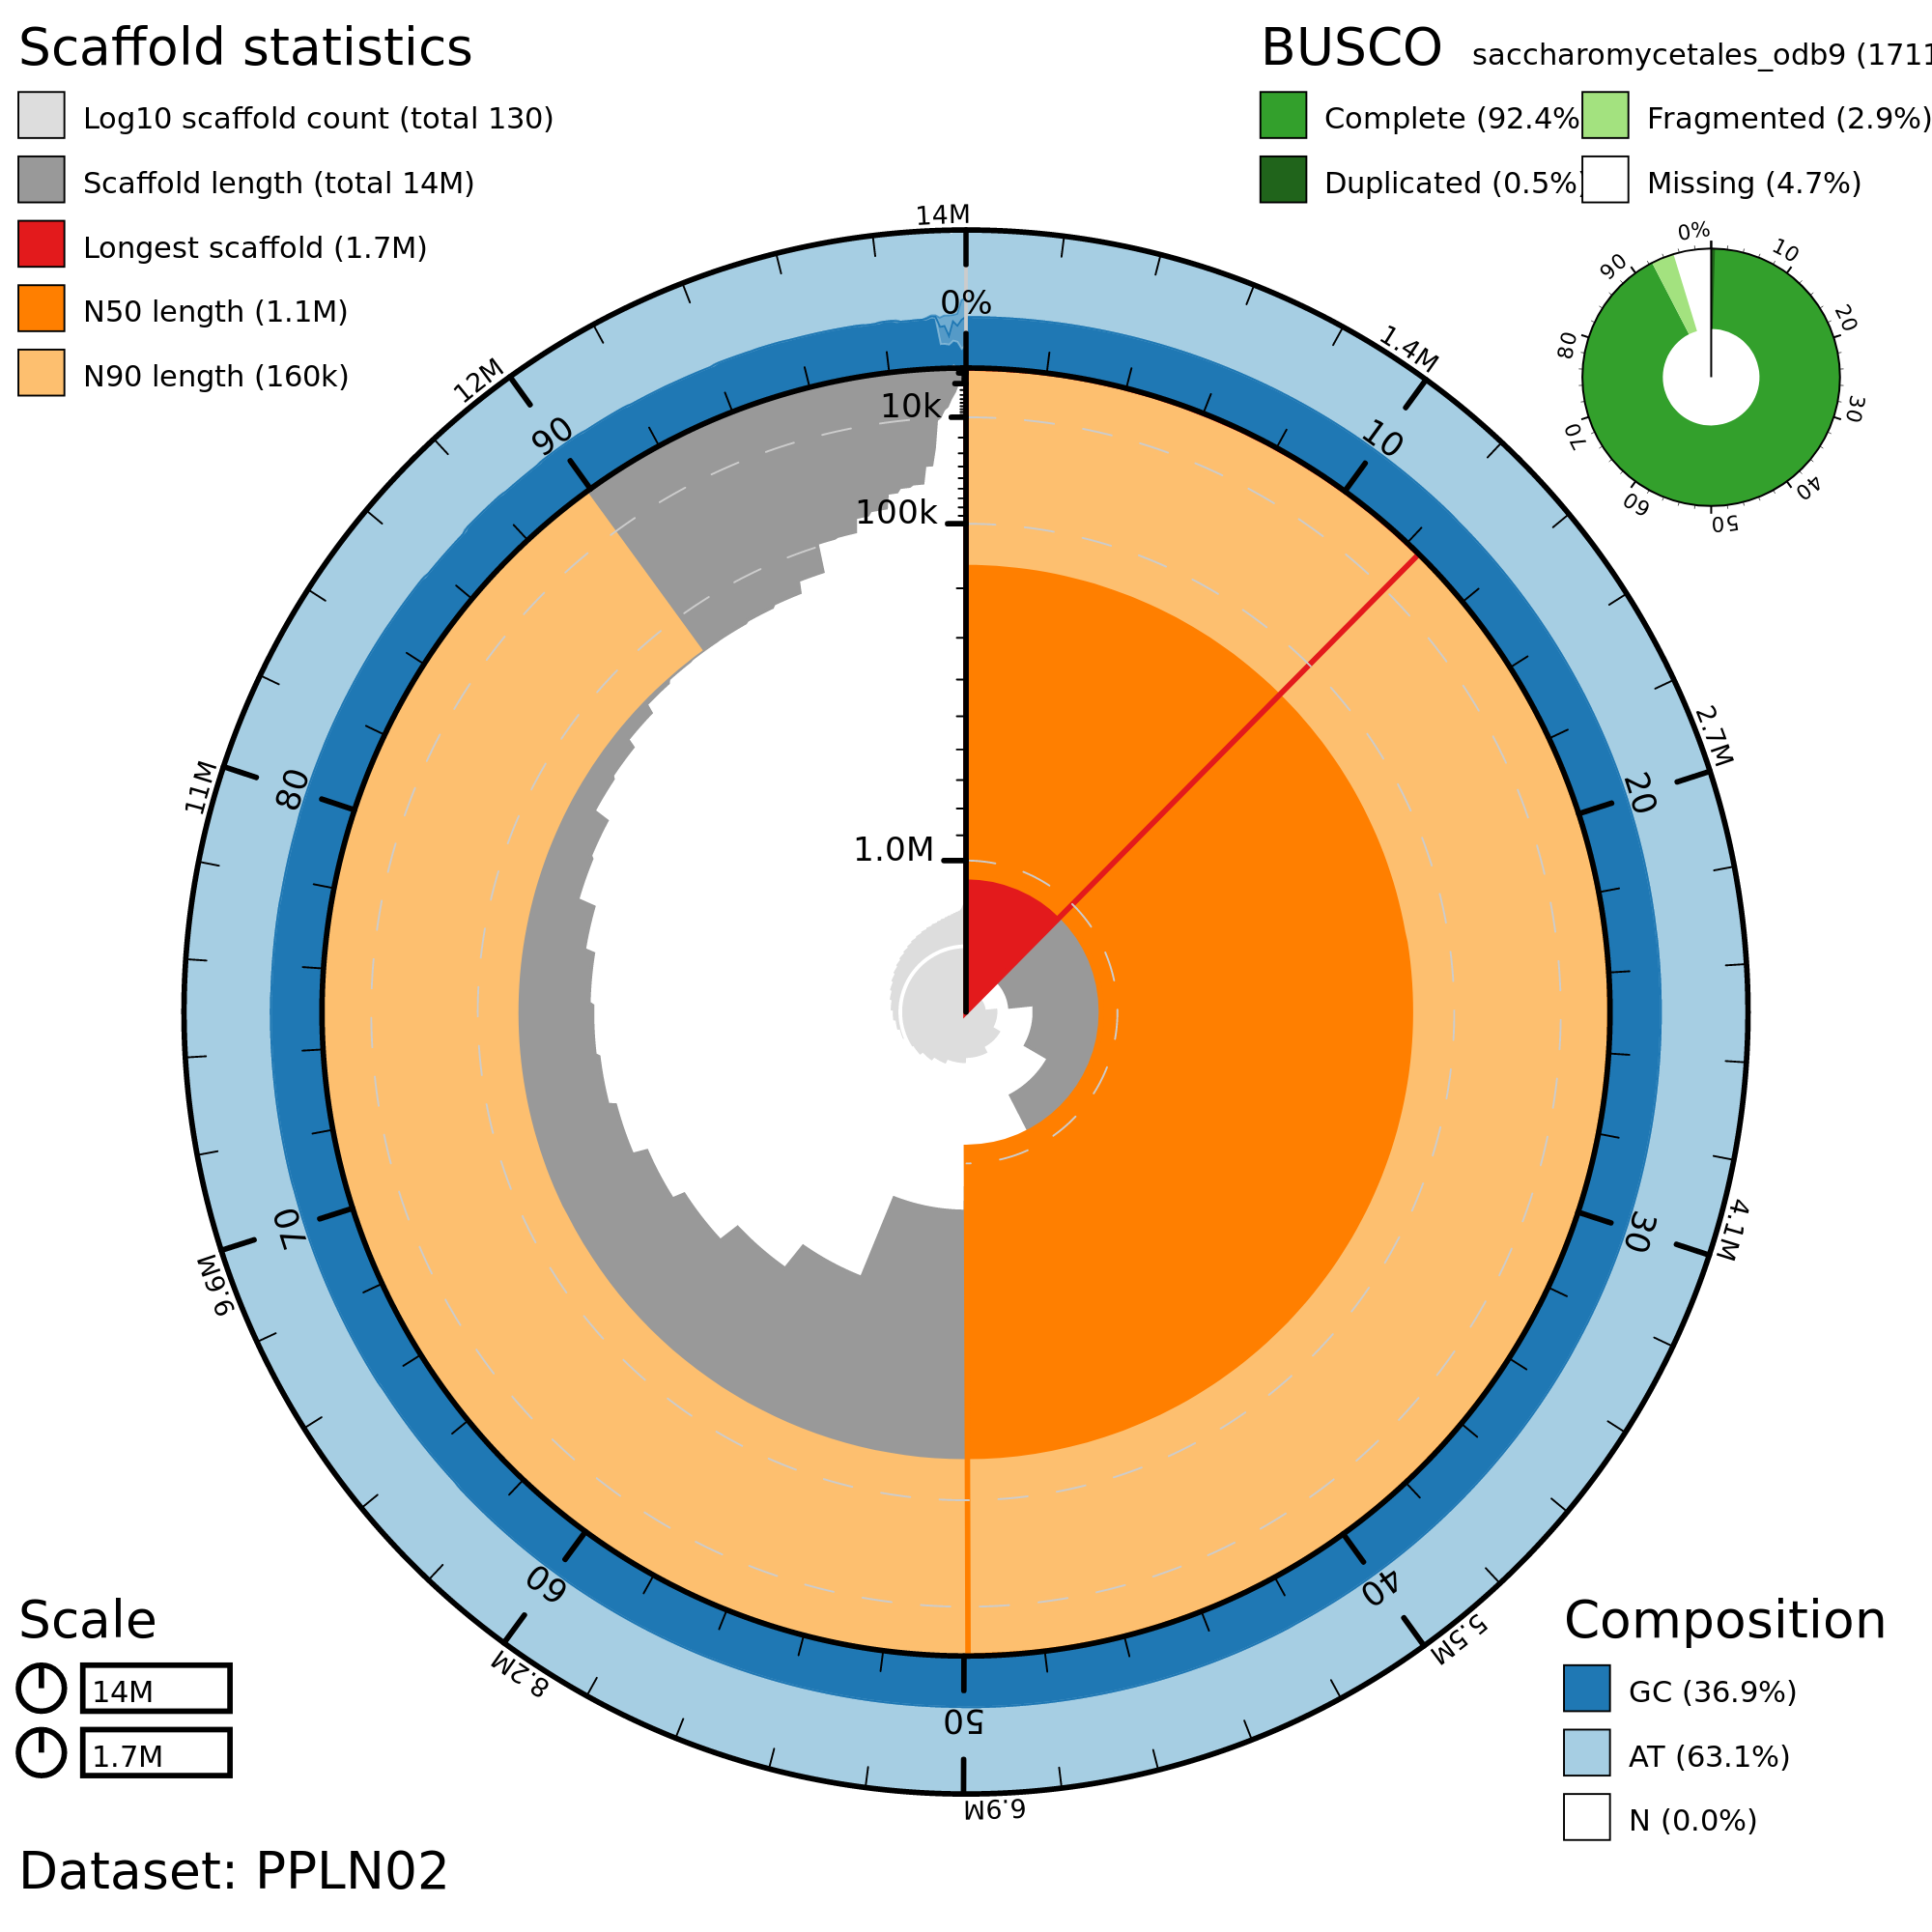 Scaffold statistics
Log10 scaffold count (total 130)
Scaffold length (total 14M)
Longest scaffold (1.7M)
N50 length (1.1M)
N90 length (160k)
BUSCO saccharomycetales_odb9 (1711
Complete (92.4%
Fragmented (2.9%)
Duplicated (0.5%)
Missing (4.7%)
0%
10
20
30
40
50
60
70
80
90
14M
1.4M
2.7M
4.1M
5.5M
6.9M
8.2M
9.6M
11M
12M
0%
10
20
30
40
50
60
70
80
90
10k
100k
1.0M
Scale
14M
1.7M
Composition
GC (36.9%)
AT (63.1%)
N (0.0%)
Dataset: PPLN02